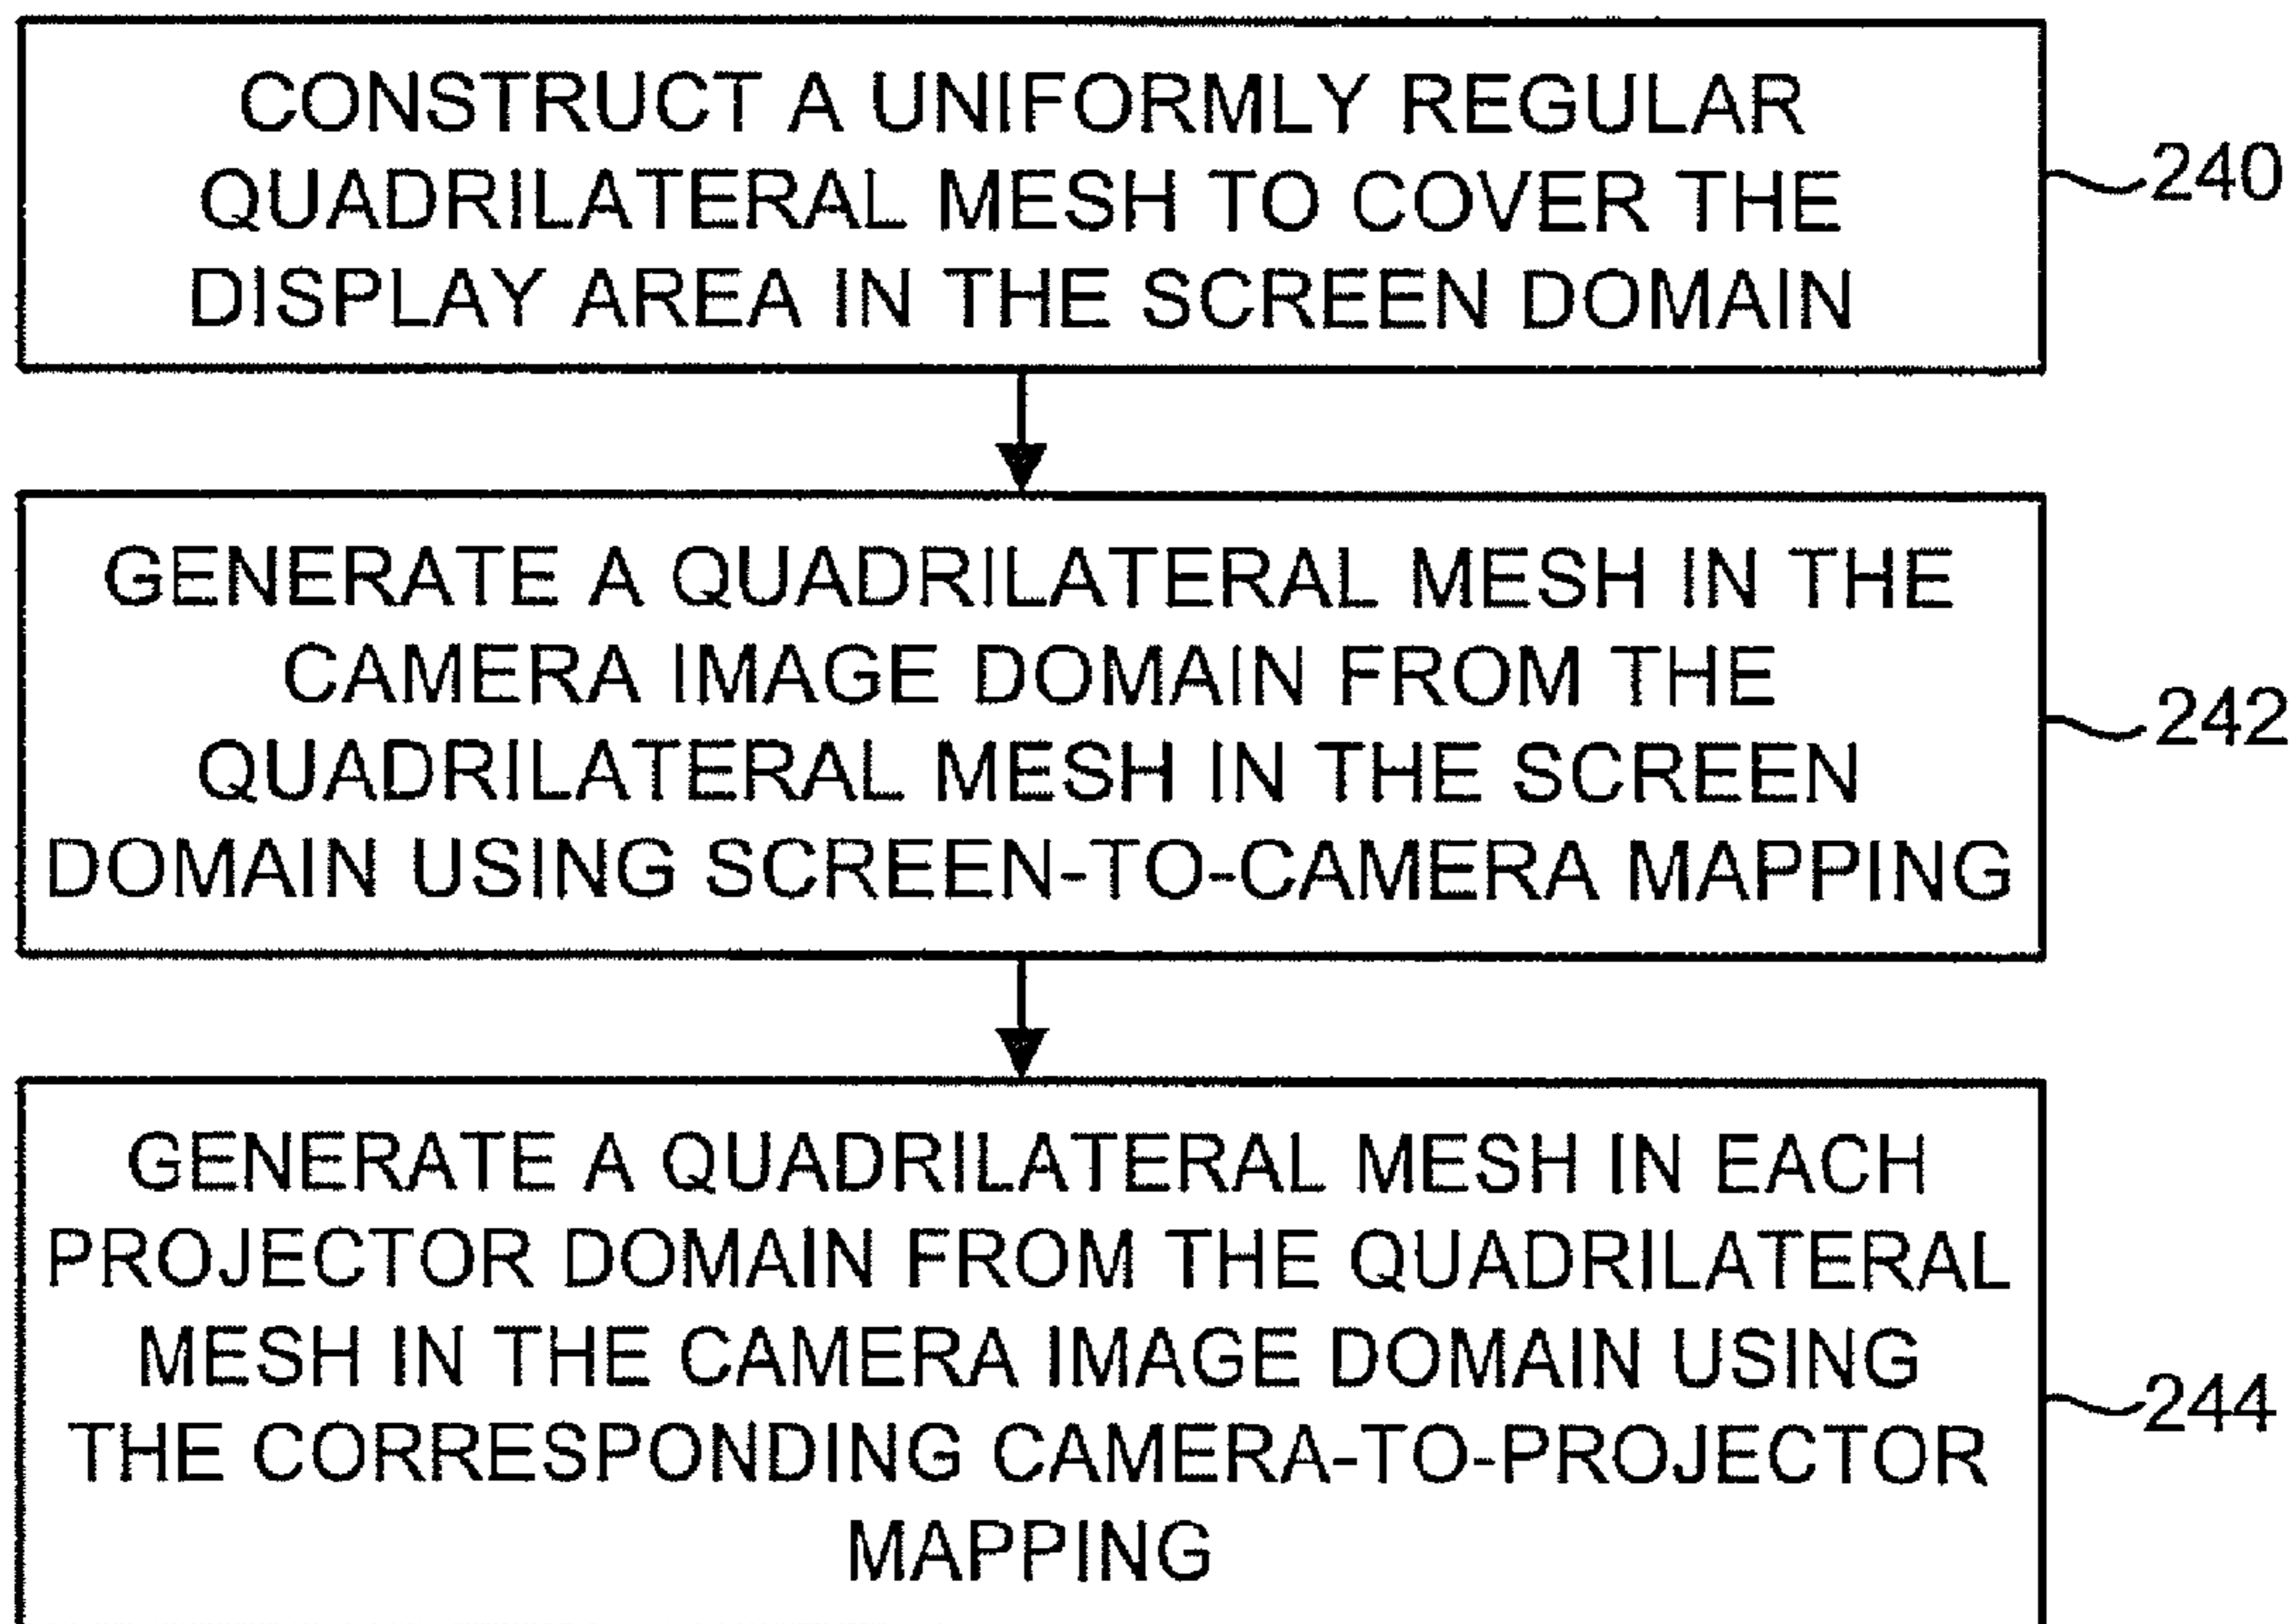 CONSTRUCT A UNIFORMLY REGULAR
QUADRILATERAL MESH TO COVER THE
DISPLAY AREA IN THE SCREEN DOMAIN
240
GENERATE A QUADRILATERAL MESH IN THE
CAMERA IMAGE DOMAIN FROM THE
QUADRILATERAL MESH IN THE SCREEN
DOMAIN USING SCREEN-TO-CAMERA MAPPING
242
GENERATE A QUADRILATERAL MESH IN EACH
PROJECTOR DOMAIN FROM THE QUADRILATERAL
MESH IN THE CAMERA IMAGE DOMAIN USING
THE CORRESPONDING CAMERA-TO-PROJECTOR
MAPPING
244